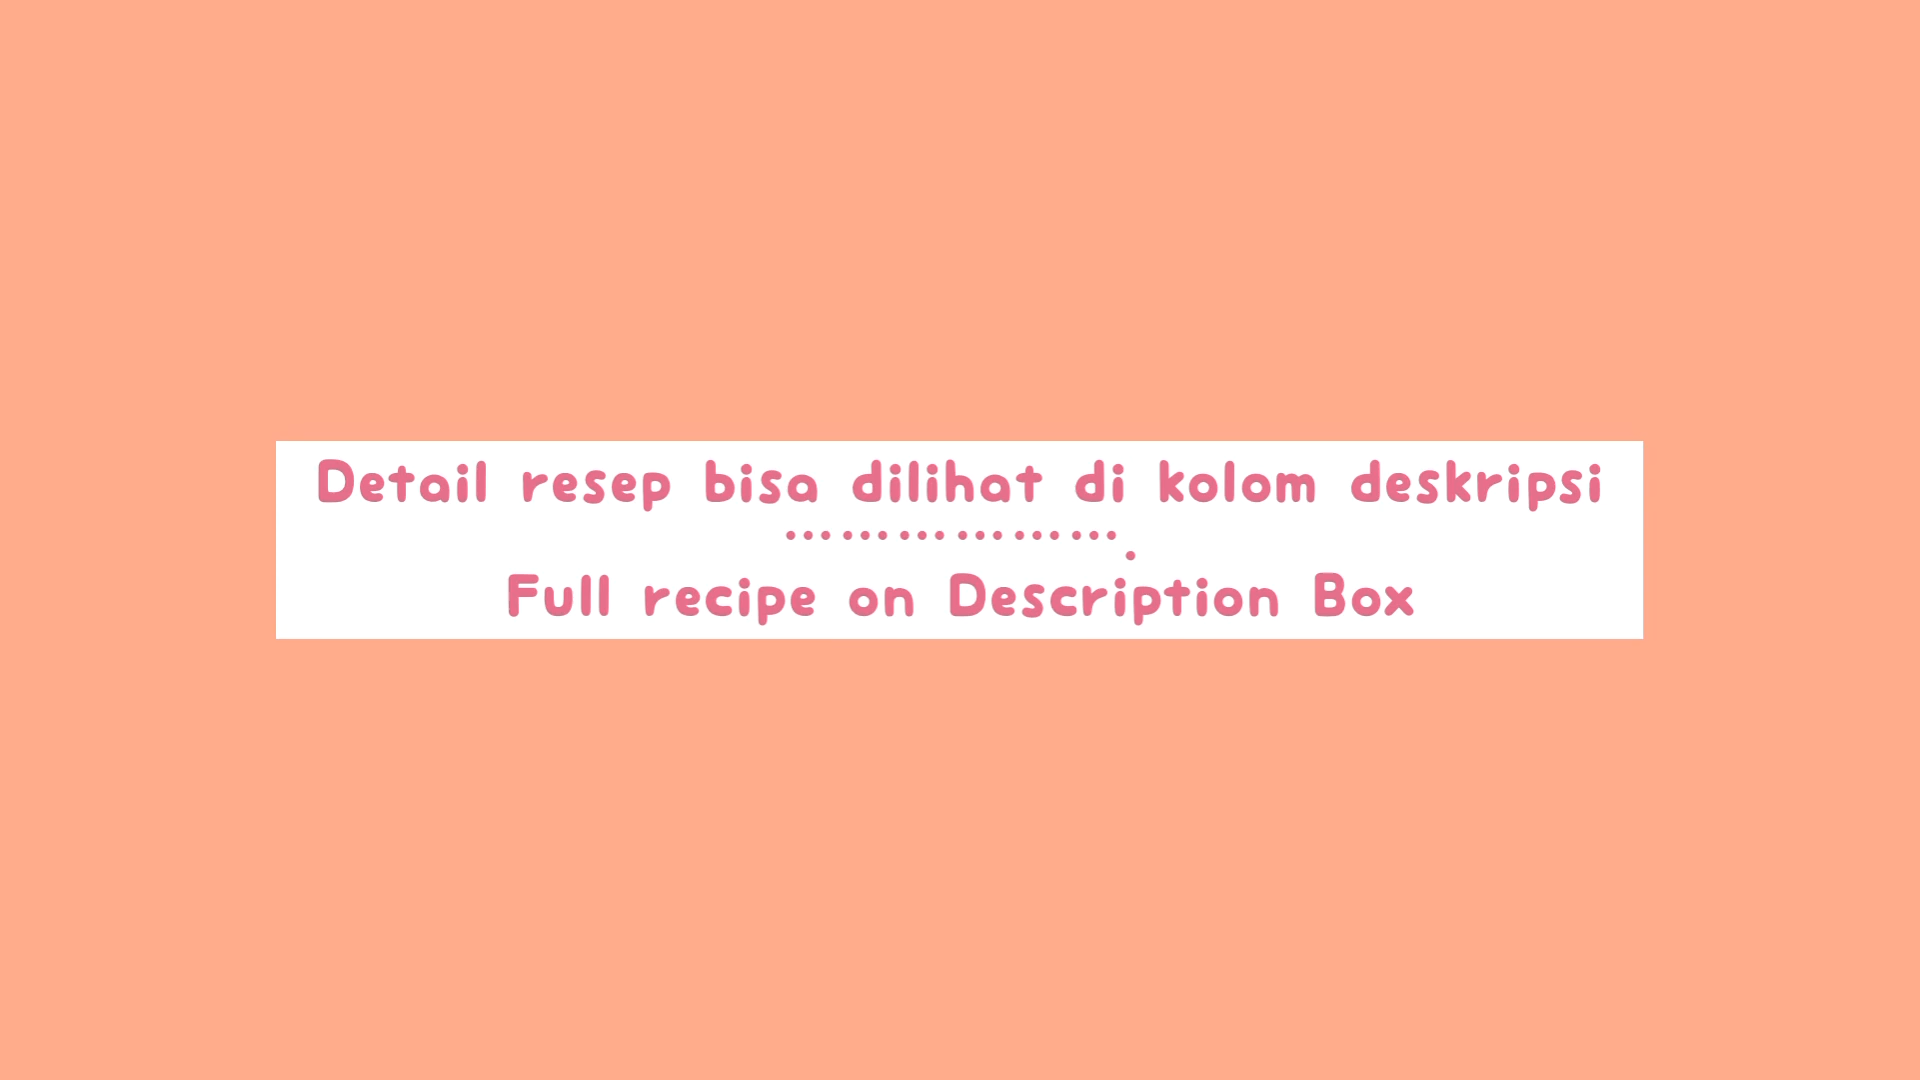 Detail resep bisa dilihat di kolom deskripsi
……………….
Full recipe on Description Box